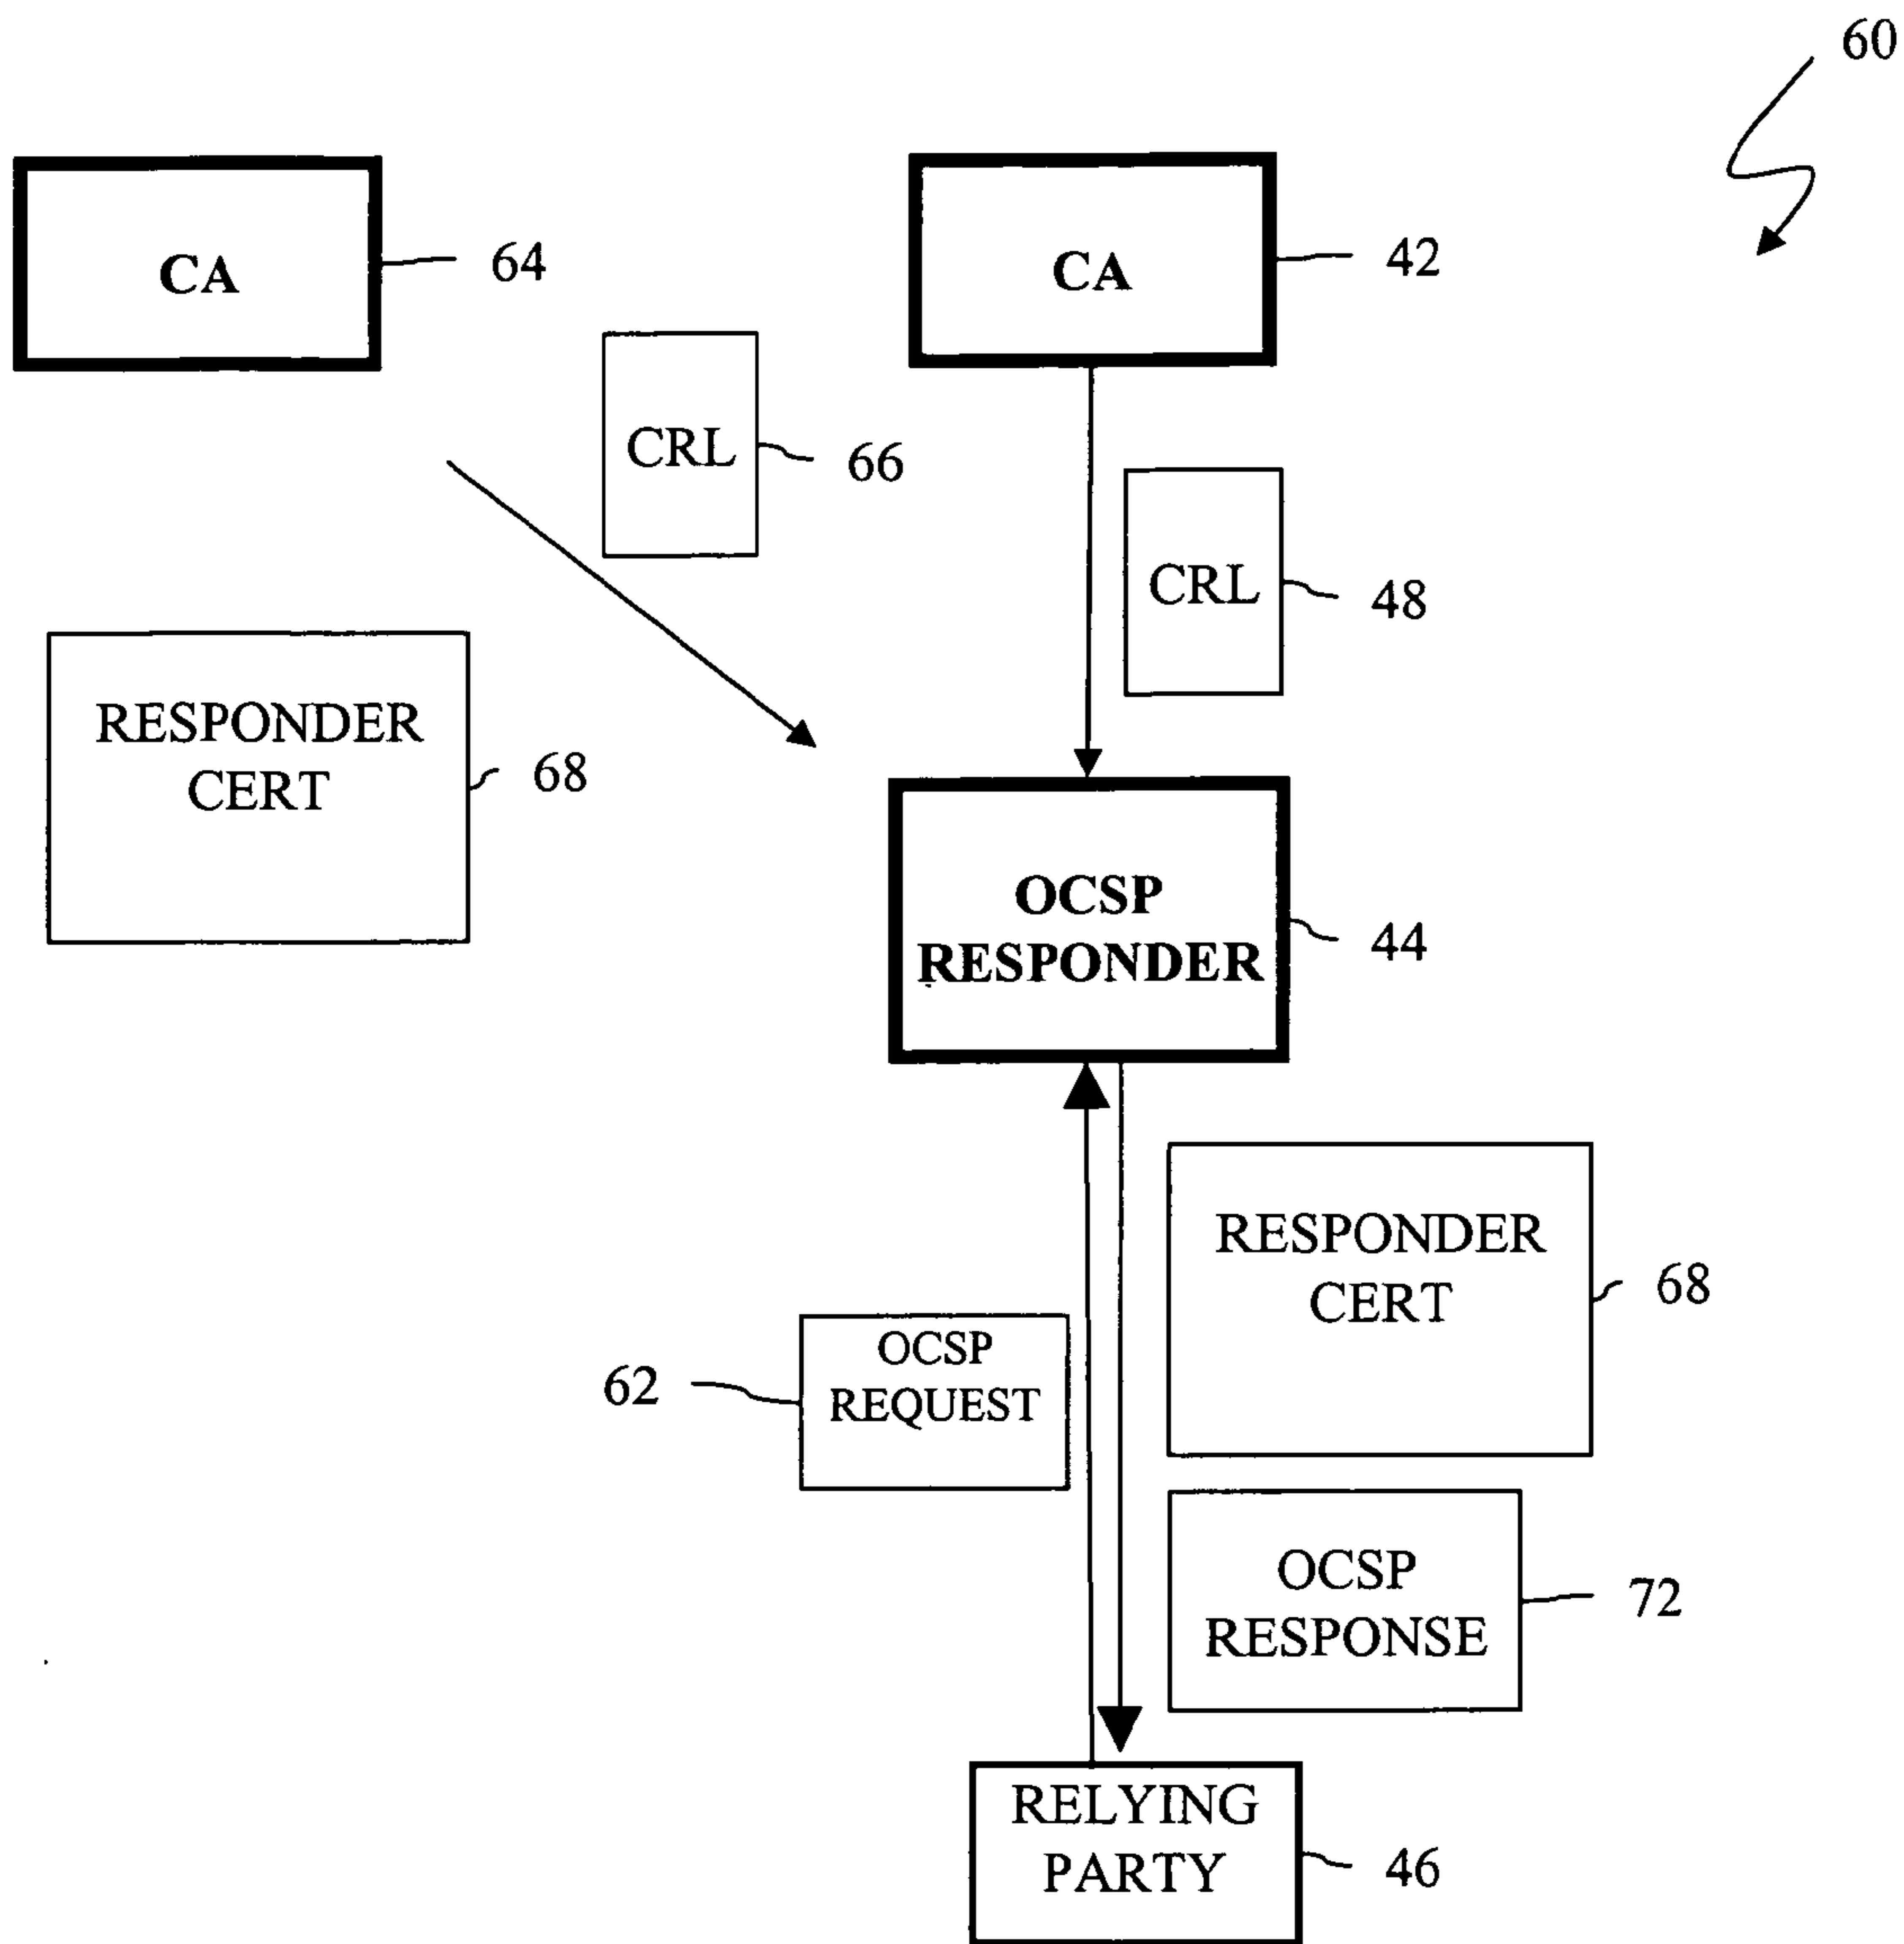 60
CA
64
CA
42
CRL
66
CRL
48
RESPONDER
CERT
68
OCSP
RESPONDER
44
RESPONDER
CERT
68
OCSP
REQUEST
62
OCSP
RESPONSE
72
RELYING
PARTY
46